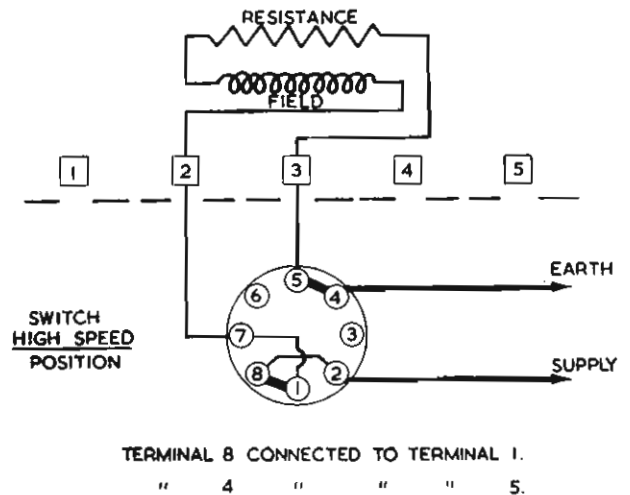 RESISTANCE
FIELD
1 2 3 4 5
EARTH
5
4
6
SWITCH
HIGH SPEED
POSITION
7
3
8
1
2
SUPPLY
TERMINAL 8 CONNECTED TO TERMINAL 1.
" 4 " " " 5.